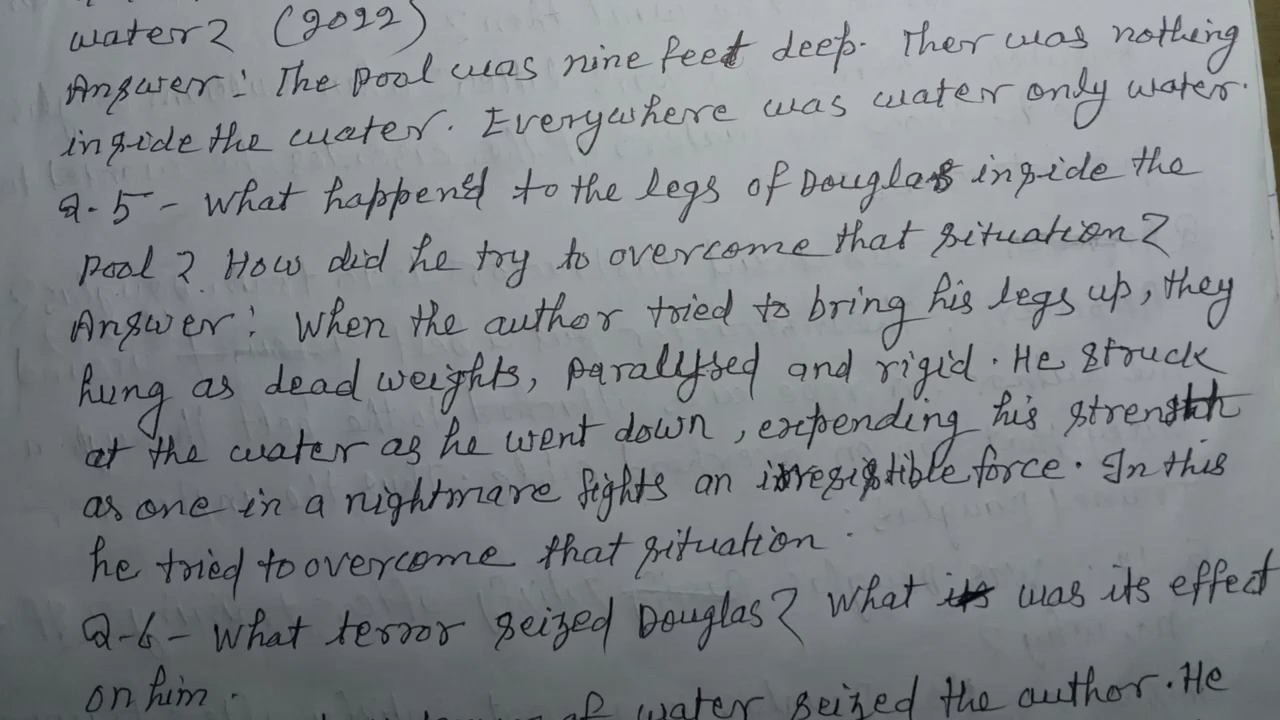 water? (2022)
Answer: The pool was nine feet deep. Ther was nothing
inside the water. Everywhere was water only water.
Q.5- What happend to the legs of Douglas inside the
pool? How did he try to overcome that situation?
Answer: When the author tried to bring his legs up, they
hung as dead weights, paralysed and rigid. He struck
at the water as he went down, expending his strength
as one in a nightmare fights an irresistible force. In this
he tried to overcome that situation.
Q-6- What terror seized Douglas? What was its effect
on him.
of water seized the author. He